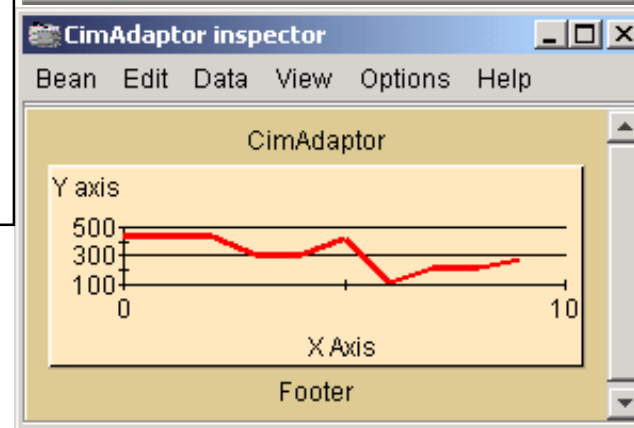 CimAdaptor inspector
Bean Edit Data View Options Help
CimAdaptor
Y axis
500
300
100
0 10
X Axis
Footer